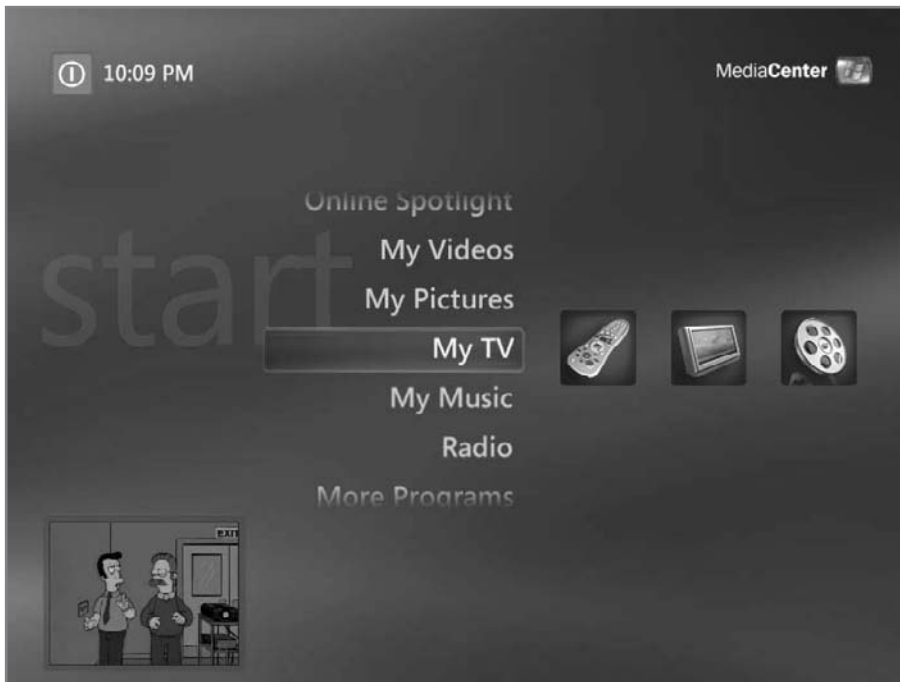 10:09 PM
MediaCenter
start
Online Spotlight
My Videos
My Pictures
My TV
My Music
Radio
More Programs
EXIT